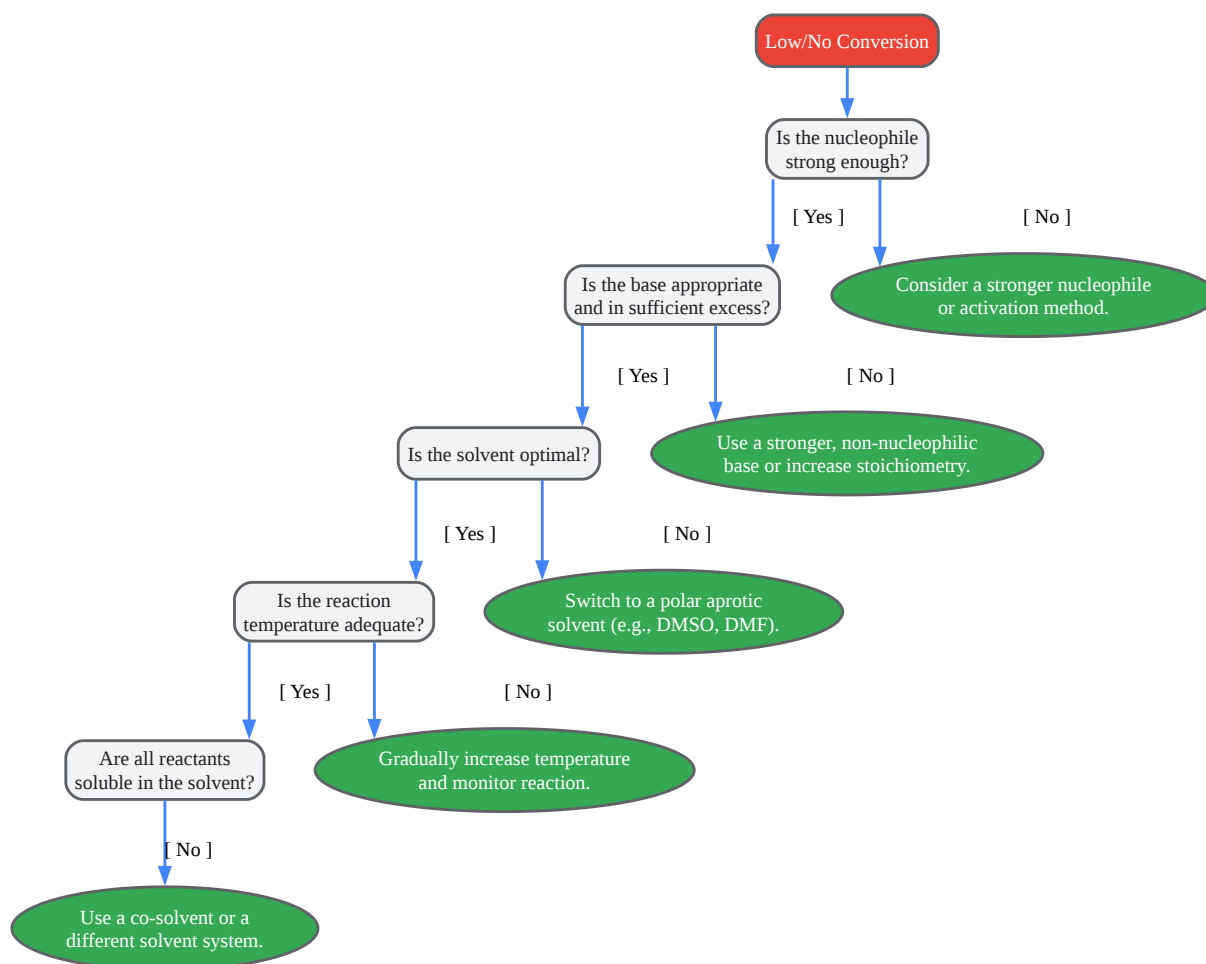 Low/No Conversion
Is the nucleophile
strong enough?
[ Yes ]
[ No ]
Is the base appropriate
and in sufficient excess?
Consider a stronger nucleophile
or activation method.
[ Yes ]
[ No ]
Is the solvent optimal?
Use a stronger, non-nucleophilic
base or increase stoichiometry.
[ Yes ]
[ No ]
Is the reaction
temperature adequate?
Switch to a polar aprotic
solvent (e.g., DMSO, DMF).
[ Yes ]
[ No ]
Are all reactants
soluble in the solvent?
Gradually increase temperature
and monitor reaction.
[ No ]
Use a co-solvent or a
different solvent system.